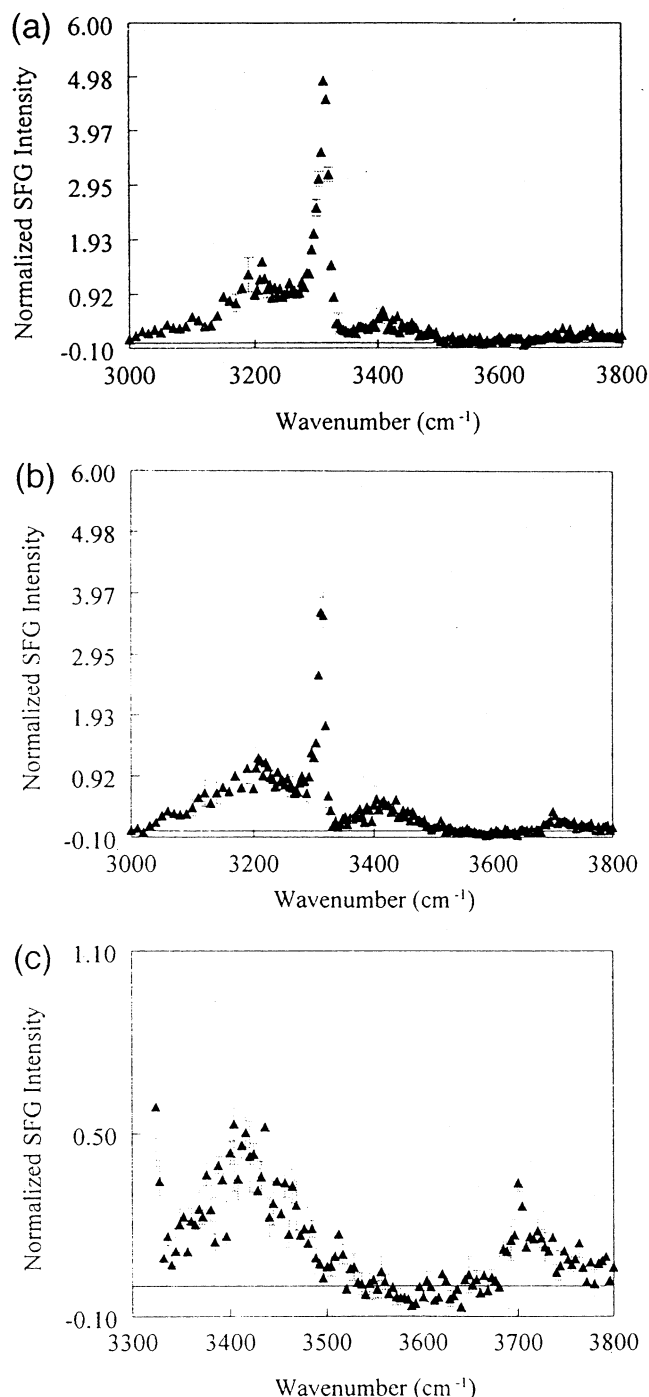 (a)
Normalized SFG Intensity
6.00
4.98
3.97
2.95
1.93
0.92
-0.10
3000 3200 3400 3600 3800
Wavenumber (cm⁻¹)
(b)
Normalized SFG Intensity
6.00
4.98
3.97
2.95
1.93
0.92
-0.10
3000 3200 3400 3600 3800
Wavenumber (cm⁻¹)
(c)
Normalized SFG Intensity
1.10
0.50
-0.10
3300 3400 3500 3600 3700 3800
Wavenumber (cm⁻¹)